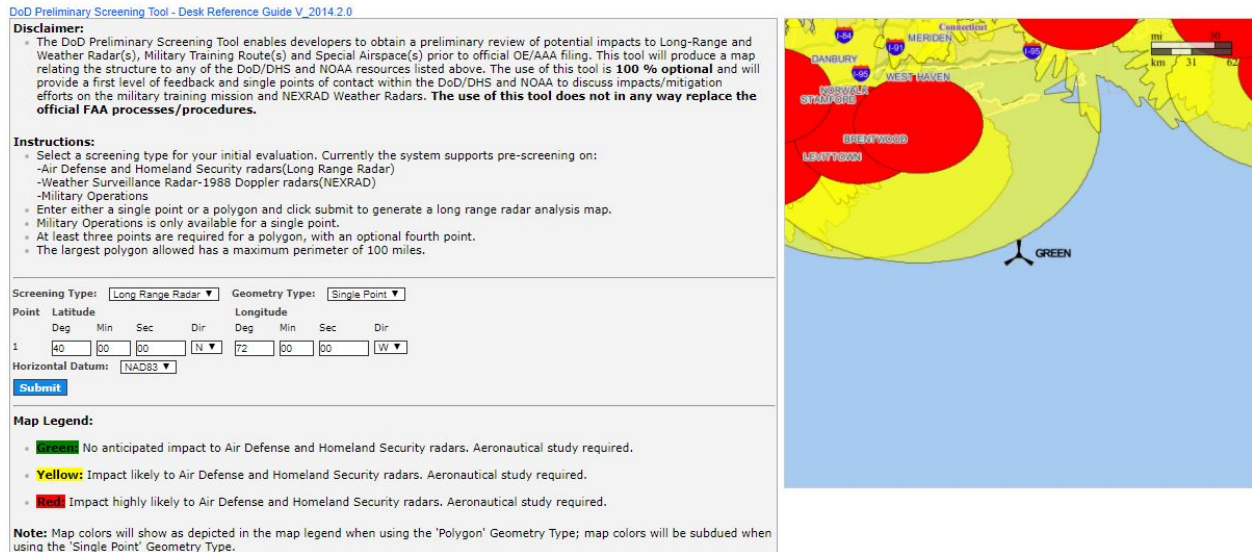 DoD Preliminary Screening Tool - Desk Reference Guide V_2014.2.0
Disclaimer:
The DoD Preliminary Screening Tool enables developers to obtain a preliminary review of potential impacts to Long-Range and
Weather Radar(s), Military Training Route(s) and Special Airspace(s) prior to official OE/AAA filing. This tool will produce a map
relating the structure to any of the DoD/DHS and NOAA resources listed above. The use of this tool is 100 % optional and will
provide a first level of feedback and single points of contact within the DoD/DHS and NOAA to discuss impacts/mitigation
efforts on the military training mission and NEXRAD Weather Radars. The use of this tool does not in any way replace the
official FAA processes/procedures.
Instructions:
Select a screening type for your initial evaluation. Currently the system supports pre-screening on:
-Air Defense and Homeland Security radars(Long Range Radar)
-Weather Surveillance Radar-1988 Doppler radars(NEXRAD)
-Military Operations
Enter either a single point or a polygon and click submit to generate a long range radar analysis map.
Military Operations is only available for a single point.
At least three points are required for a polygon, with an optional fourth point.
The largest polygon allowed has a maximum perimeter of 100 miles.
Screening Type: Long Range Radar Geometry Type: Single Point
Point Latitude Longitude
Deg Min Sec Dir Deg Min Sec Dir
1 40 00 00 N 72 00 00 W
Horizontal Datum: NAD83
Submit
Map Legend:
Green: No anticipated impact to Air Defense and Homeland Security radars. Aeronautical study required.
Yellow: Impact likely to Air Defense and Homeland Security radars. Aeronautical study required.
Red: Impact highly likely to Air Defense and Homeland Security radars. Aeronautical study required.
Note: Map colors will show as depicted in the map legend when using the 'Polygon' Geometry Type; map colors will be subdued when
using the 'Single Point' Geometry Type.
Connecticut
I-84 MERIDEN
I-91 I-95
DANBURY
I-95 WEST HAVEN
NORWALK
STAMFORD
BRENTWOOD
LEVITTOWN
mi 30
km 31 62
GREEN